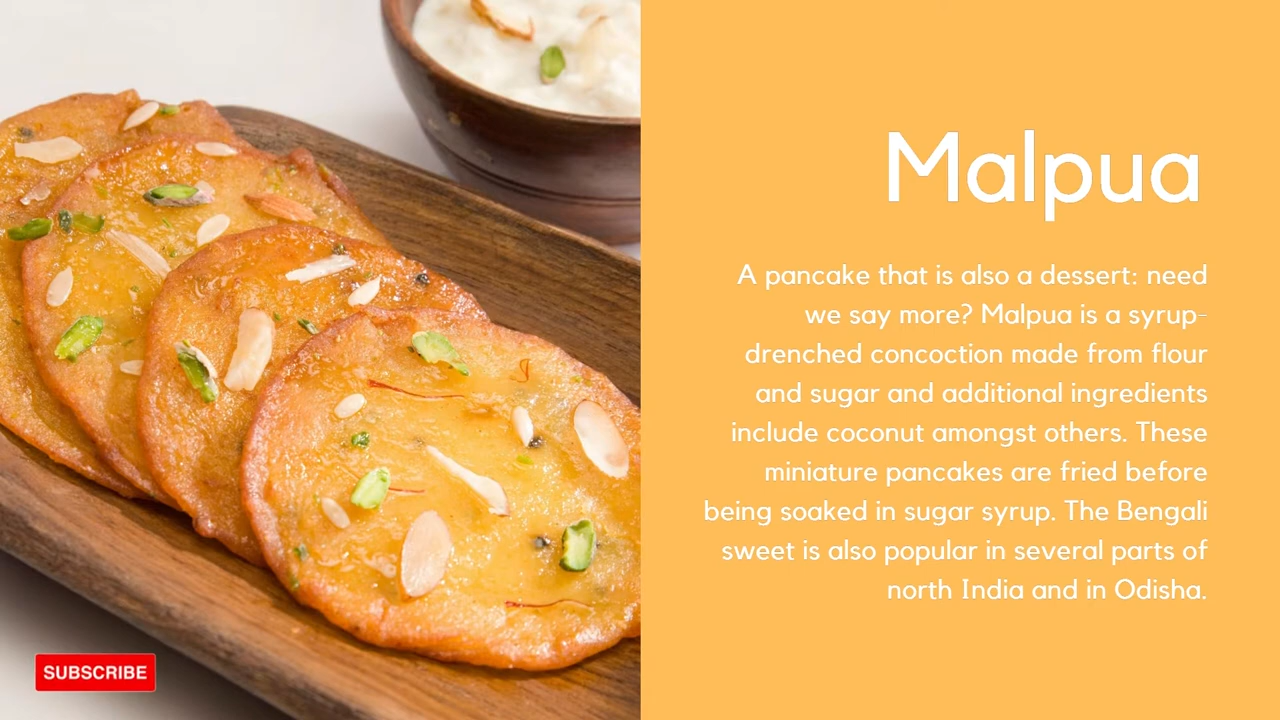 Malpua
A pancake that is also a dessert: need
we say more? Malpua is a syrup-
drenched concoction made from flour
and sugar and additional ingredients
include coconut amongst others. These
miniature pancakes are fried before
being soaked in sugar syrup. The Bengali
sweet is also popular in several parts of
north India and in Odisha.
SUBSCRIBE